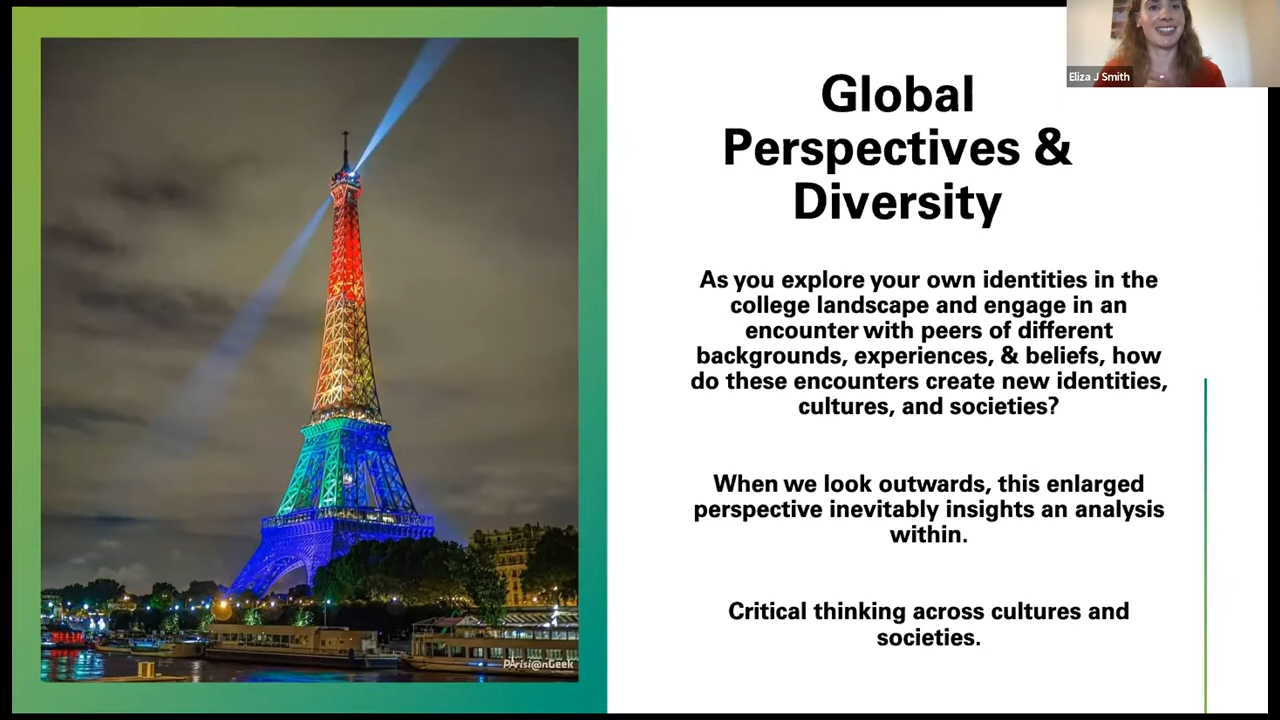 Eliza J Smith
Global
Perspectives &
Diversity
As you explore your own identities in the
college landscape and engage in an
encounter with peers of different
backgrounds, experiences, & beliefs, how
do these encounters create new identities,
cultures, and societies?
When we look outwards, this enlarged
perspective inevitably insights an analysis
within.
Critical thinking across cultures and
societies.
PArisi@nGeek